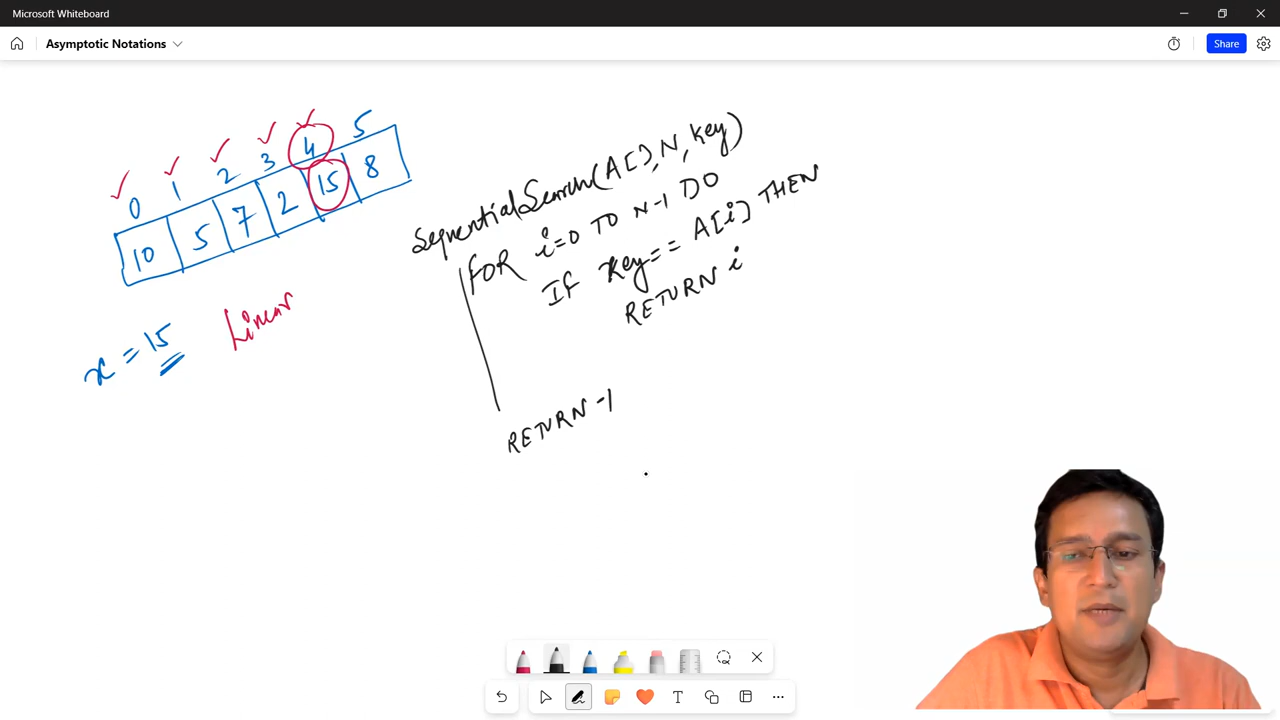 Microsoft Whiteboard
Asymptotic Notations
Share
0 1 2 3 4 5
10 5 7 2 15 8
x = 15
Linear
SequentialSearch(A[], N, Key)
FOR i=0 TO N-1 DO
If Key == A[i] THEN
RETURN i
RETURN -1
T